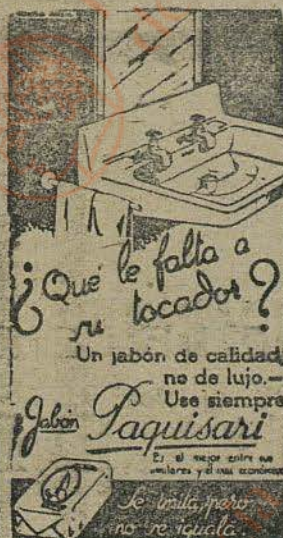 ¿Qué le falta a
su tocador?
Un jabón de calidad
no de lujo.—
Use siempre
Jabón Paquisari
Es el mejor entre sus
similares y el más económico
Se imita, pero
no se iguala.